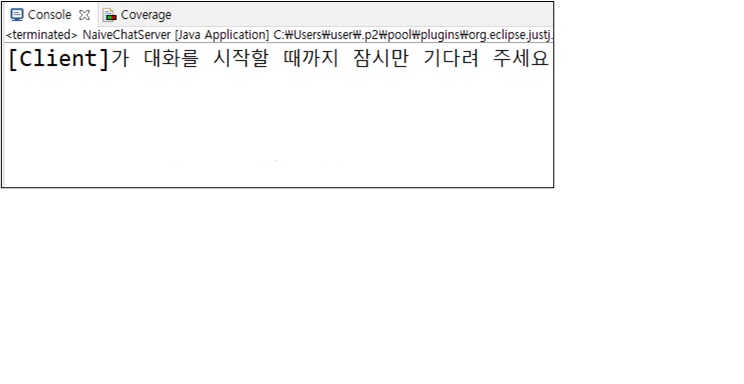 Console Coverage
<terminated> NaiveChatServer [Java Application] C:₩Users₩user₩.p2₩pool₩plugins₩org.eclipse.justj.
[Client]가 대화를 시작할 때까지 잠시만 기다려 주세요